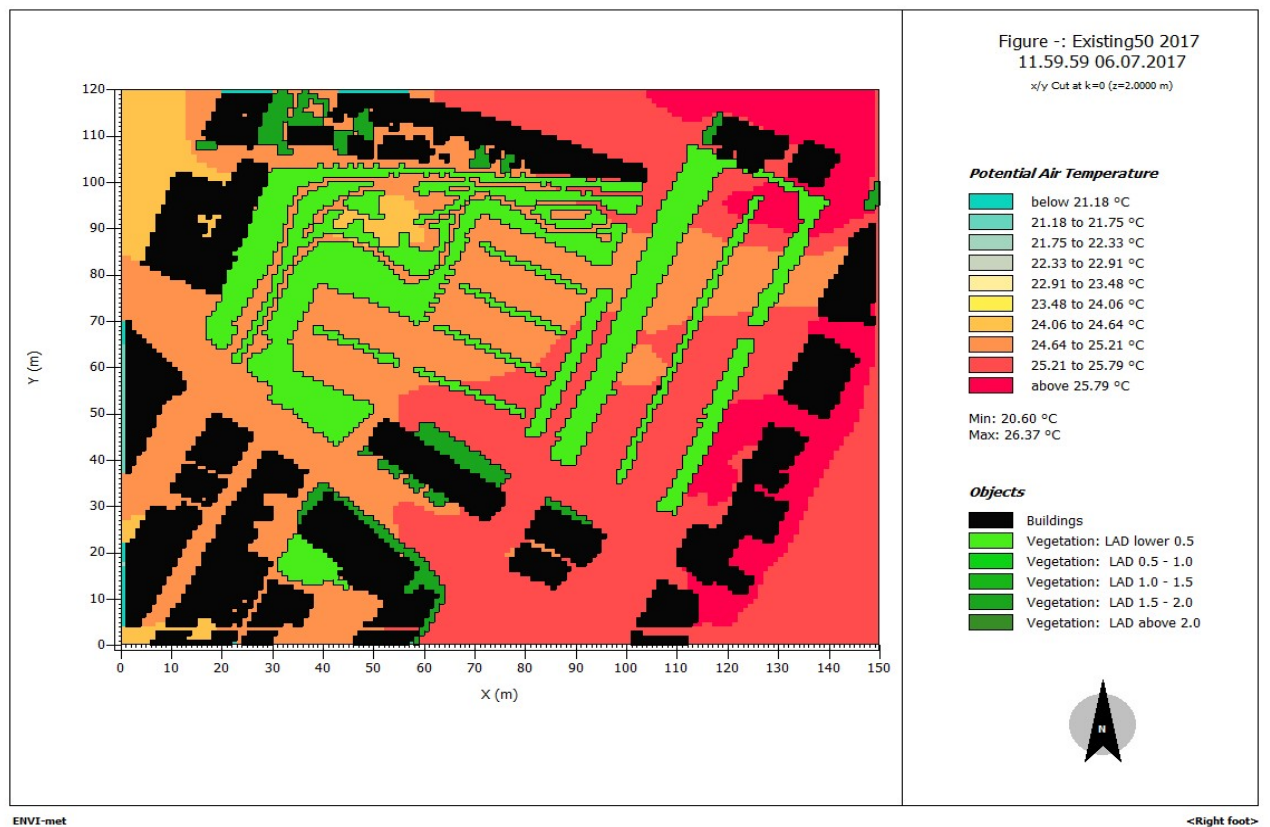 Figure -: Existing50 2017
11.59.59 06.07.2017
x/y Cut at k=0 (z=2.0000 m)
120
110
100
90
80
70
60
50
40
30
20
10
0
Y (m)
0 10 20 30 40 50 60 70 80 90 100 110 120 130 140 150
X (m)
Potential Air Temperature
below 21.18 °C
21.18 to 21.75 °C
21.75 to 22.33 °C
22.33 to 22.91 °C
22.91 to 23.48 °C
23.48 to 24.06 °C
24.06 to 24.64 °C
24.64 to 25.21 °C
25.21 to 25.79 °C
above 25.79 °C
Min: 20.60 °C
Max: 26.37 °C
Objects
Buildings
Vegetation: LAD lower 0.5
Vegetation: LAD 0.5 - 1.0
Vegetation: LAD 1.0 - 1.5
Vegetation: LAD 1.5 - 2.0
Vegetation: LAD above 2.0
N
ENVI-met
<Right foot>